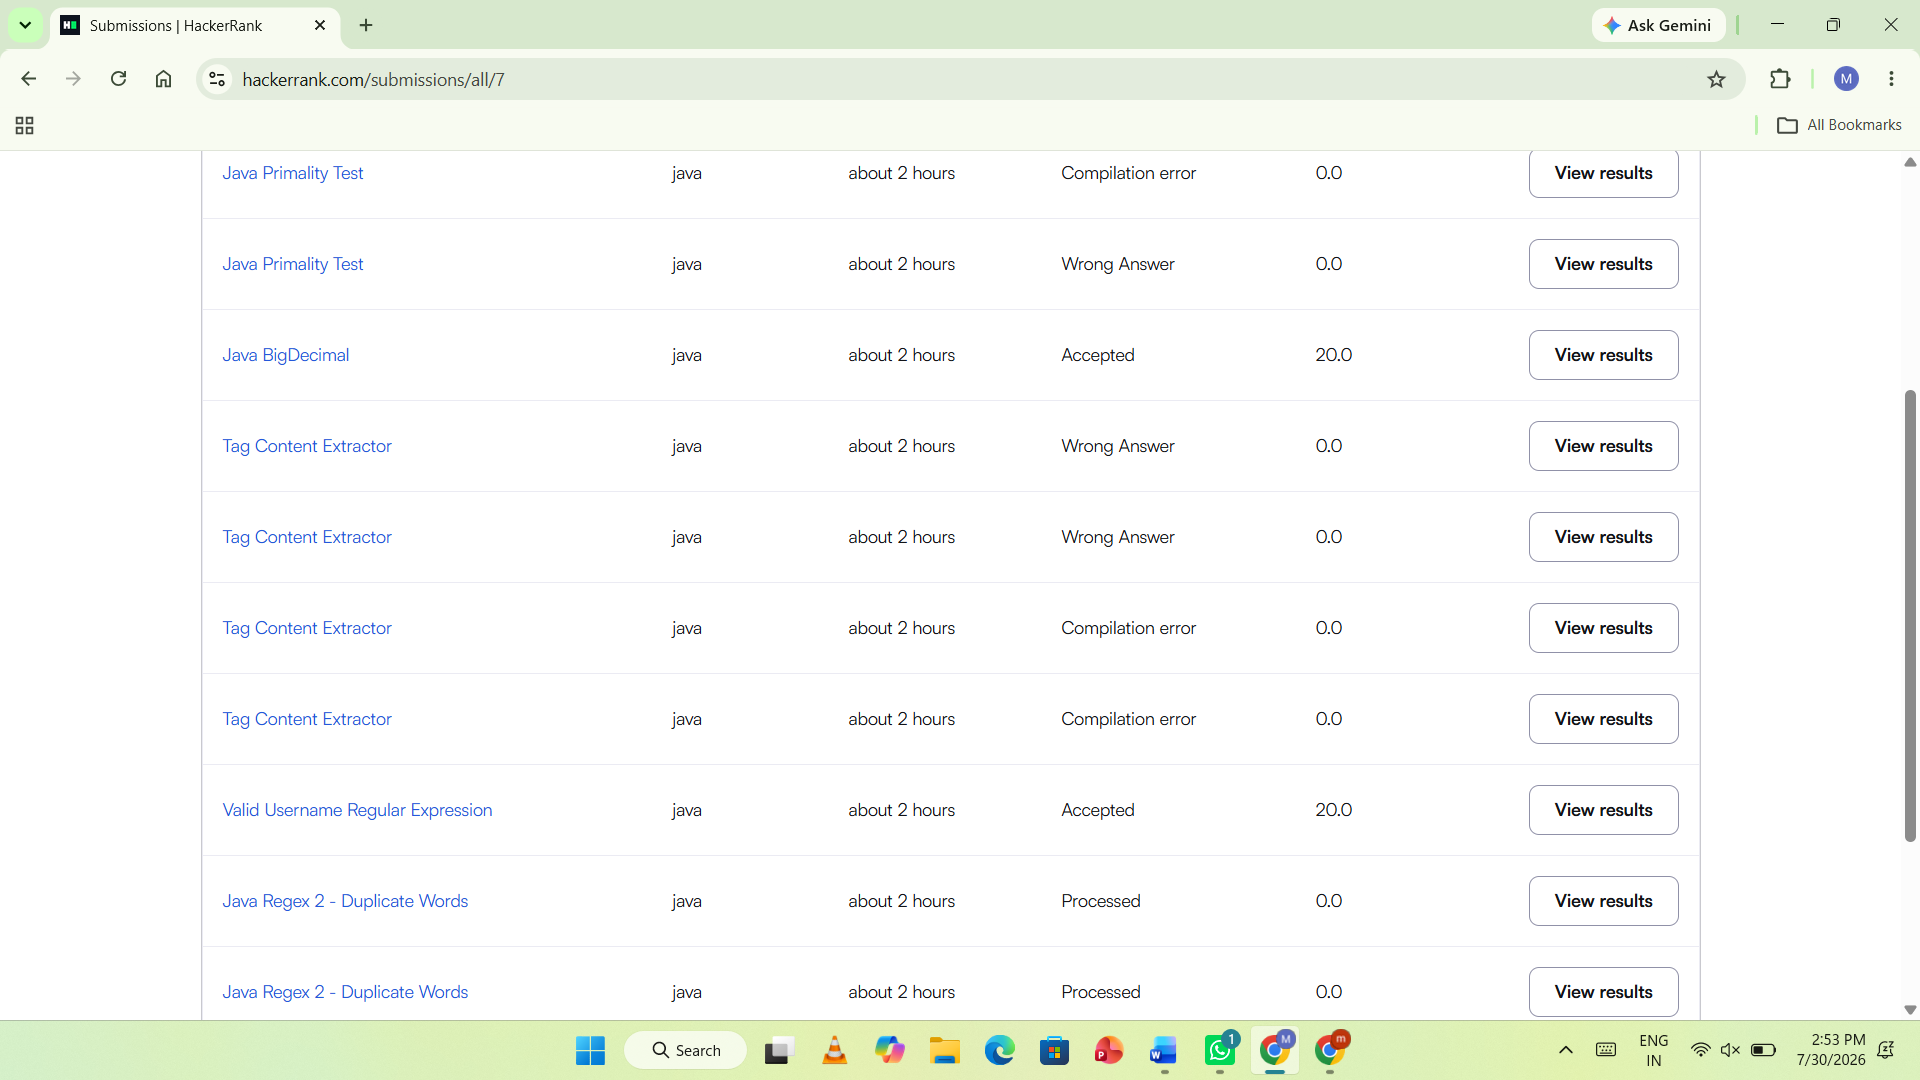 Submissions | HackerRank
Ask Gemini
hackerrank.com/submissions/all/7
M
All Bookmarks
Java Primality Test java about 2 hours Compilation error 0.0 View results
Java Primality Test java about 2 hours Wrong Answer 0.0 View results
Java BigDecimal java about 2 hours Accepted 20.0 View results
Tag Content Extractor java about 2 hours Wrong Answer 0.0 View results
Tag Content Extractor java about 2 hours Wrong Answer 0.0 View results
Tag Content Extractor java about 2 hours Compilation error 0.0 View results
Tag Content Extractor java about 2 hours Compilation error 0.0 View results
Valid Username Regular Expression java about 2 hours Accepted 20.0 View results
Java Regex 2 - Duplicate Words java about 2 hours Processed 0.0 View results
Java Regex 2 - Duplicate Words java about 2 hours Processed 0.0 View results
Search
1
M
m
ENG
IN
2:53 PM
7/30/2026